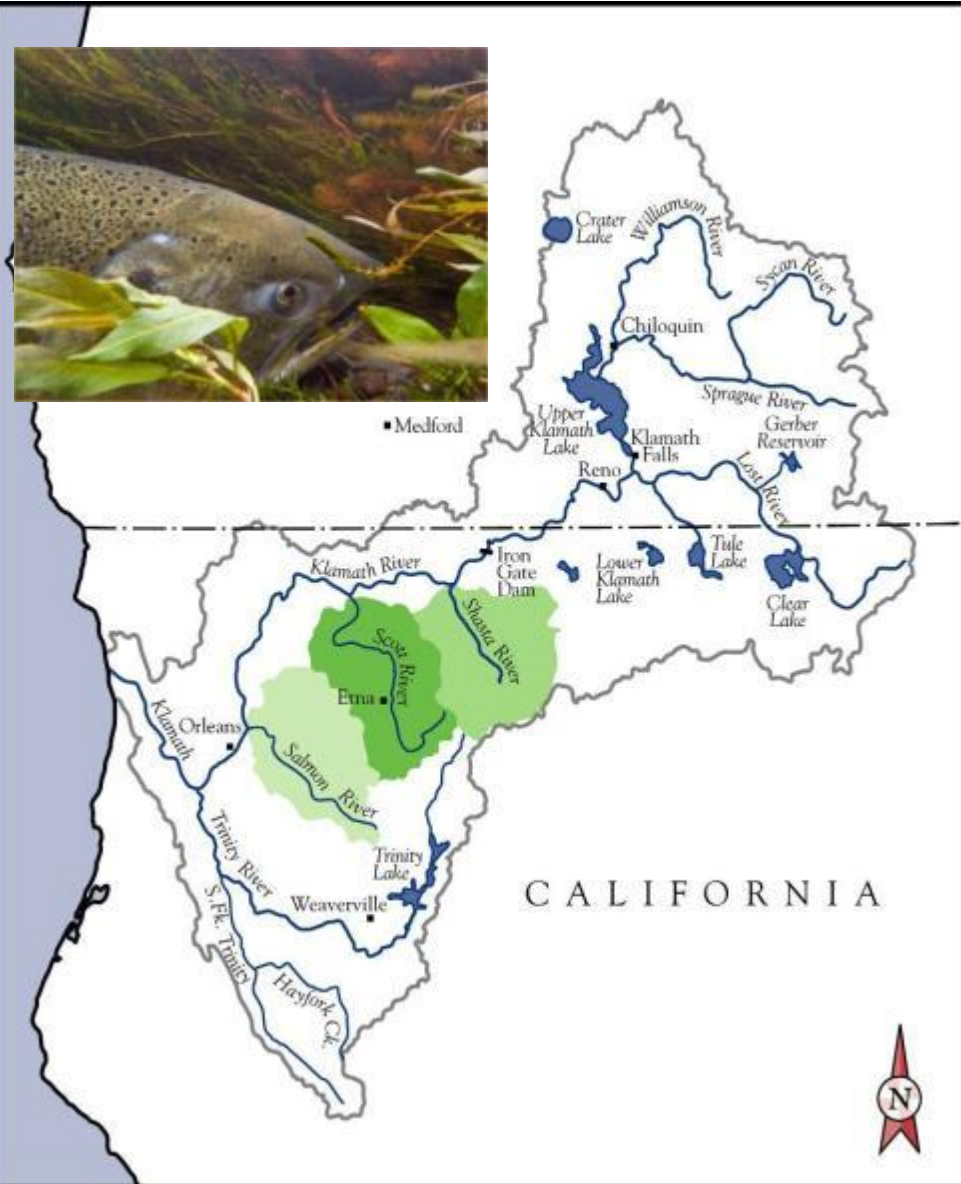 Crater
Lake
Williamson River
Sycan River
Chiloquin
Sprague River
Upper
Klamath
Lake
Medford
Klamath
Falls
Gerber
Reservoir
Reno
Lost River
Klamath River
Iron
Gate
Dam
Lower
Klamath
Lake
Tule
Lake
Clear
Lake
Shasta River
Scott River
Etna
Klamath
Orleans
Salmon River
Trinity River
Trinity
Lake
Weaverville
S. Fk. Trinity
Hayfork Ck.
CALIFORNIA
N